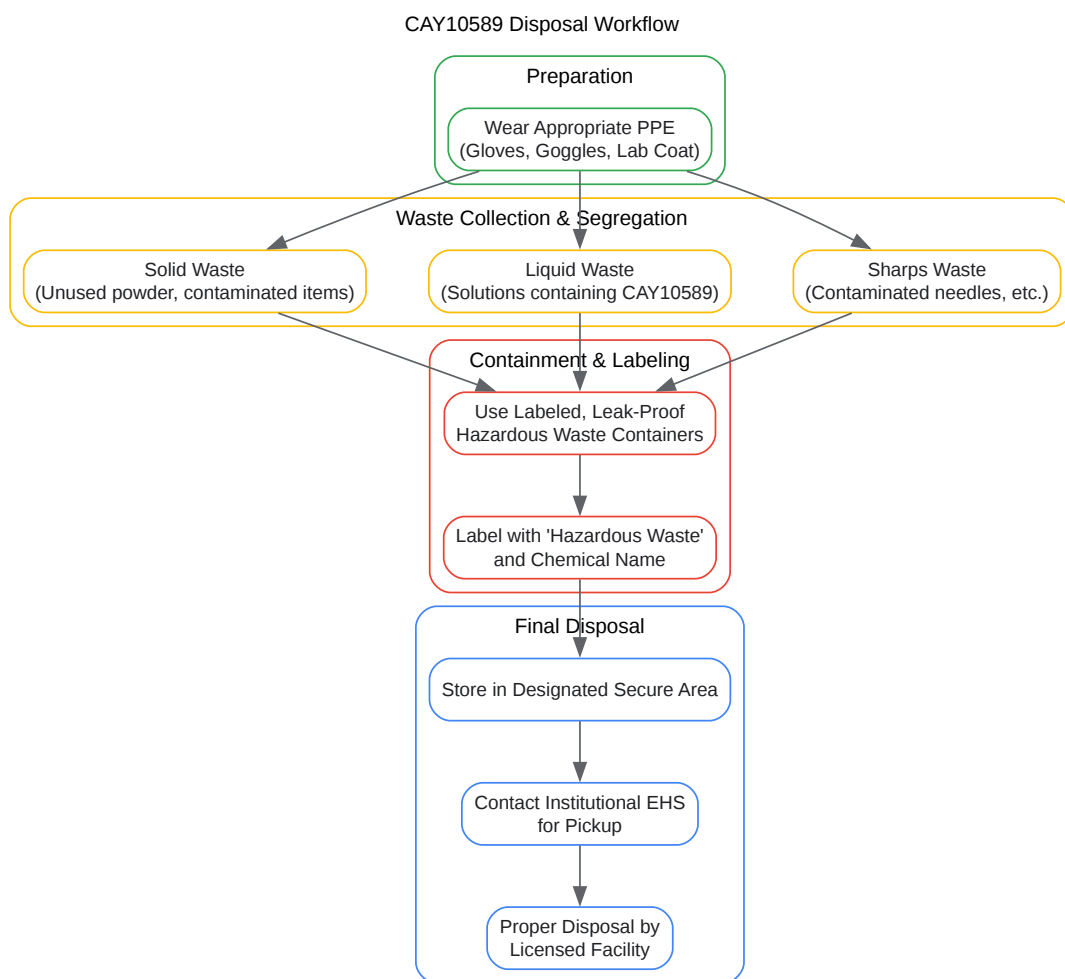 CAY10589 Disposal Workflow
Preparation
Wear Appropriate PPE
(Gloves, Goggles, Lab Coat)
Waste Collection & Segregation
Solid Waste
(Unused powder, contaminated items)
Liquid Waste
(Solutions containing CAY10589)
Sharps Waste
(Contaminated needles, etc.)
Containment & Labeling
Use Labeled, Leak-Proof
Hazardous Waste Containers
Label with 'Hazardous Waste'
and Chemical Name
Final Disposal
Store in Designated Secure Area
Contact Institutional EHS
for Pickup
Proper Disposal by
Licensed Facility